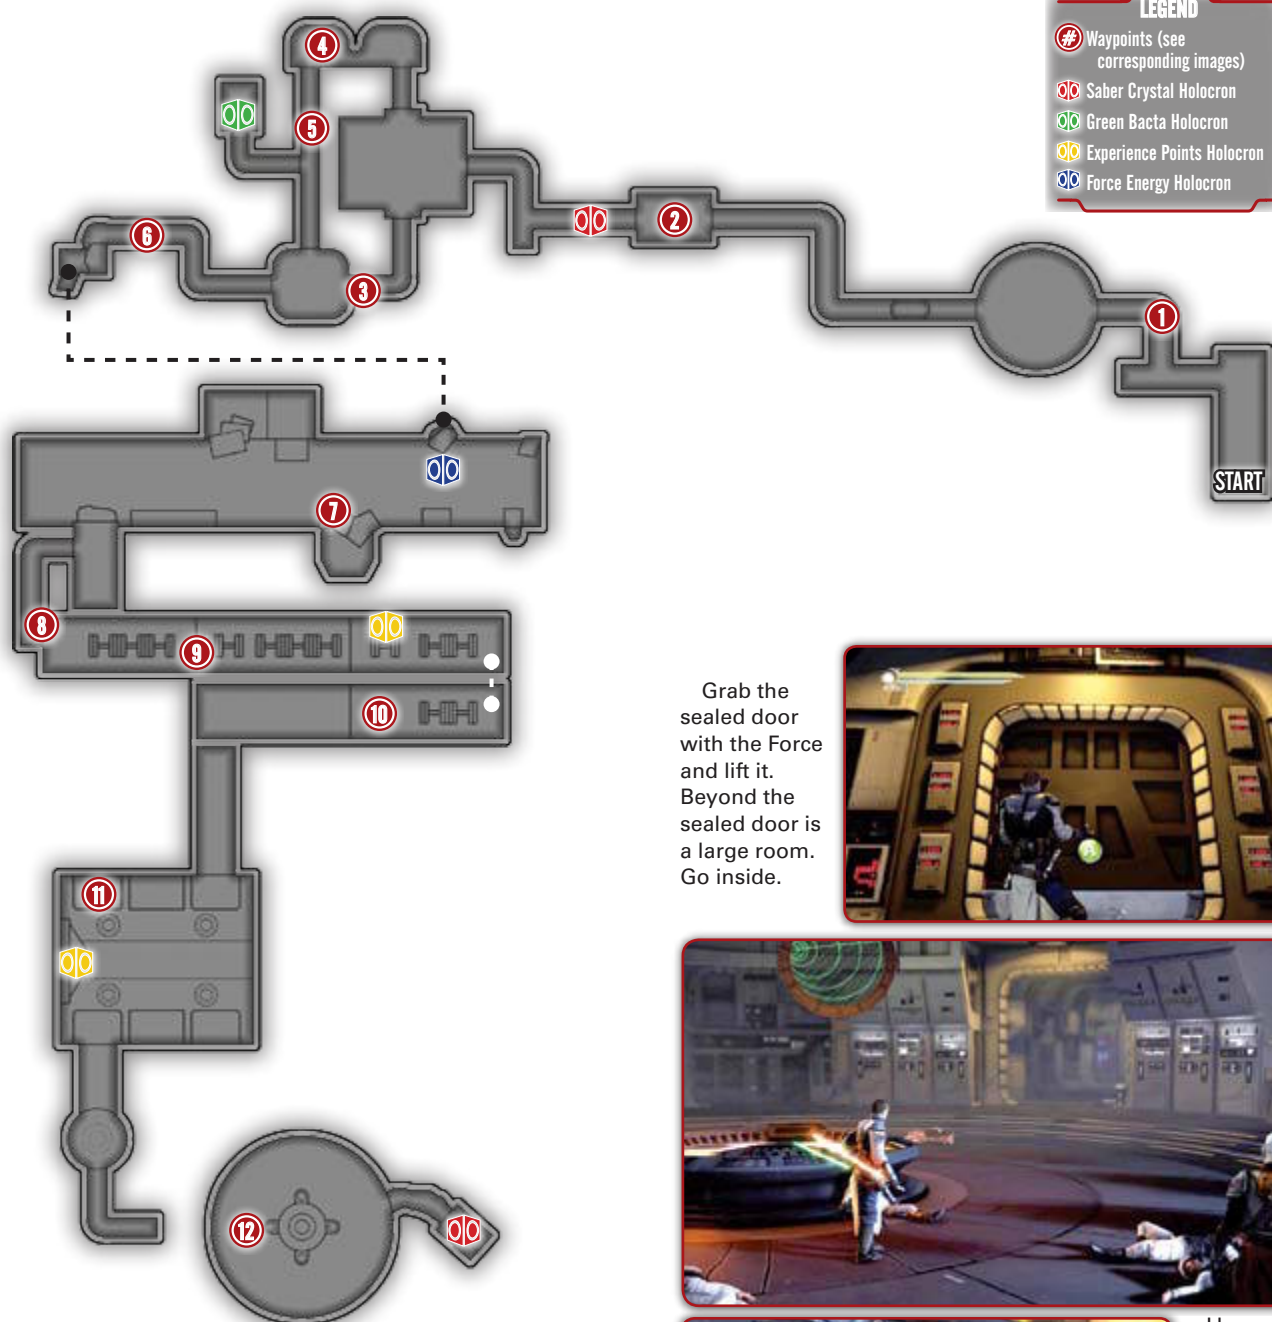 LEGEND
# Waypoints (see
corresponding images)
Saber Crystal Holocron
Green Bacta Holocron
Experience Points Holocron
Force Energy Holocron
4
5
2
6
3
1
START
7
8
9
10
11
12
Grab the
sealed door
with the Force
and lift it.
Beyond the
sealed door is
a large room.
Go inside.